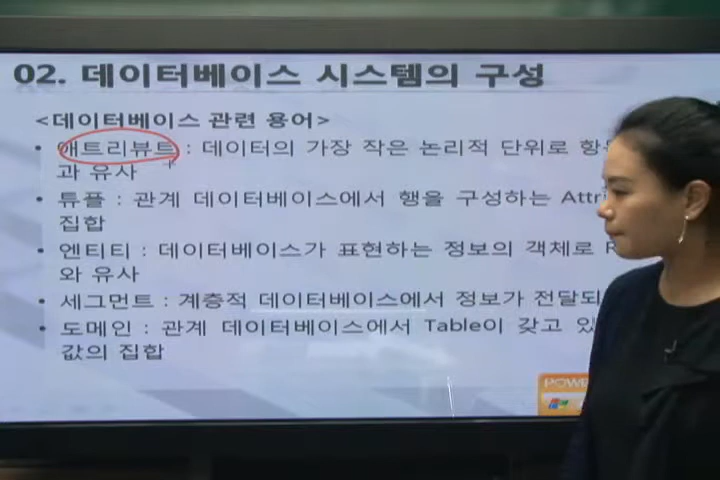 02. 데이터베이스 시스템의 구성
<데이터베이스 관련 용어>
• 애트리뷰트 : 데이터의 가장 작은 논리적 단위로
과 유사
• 튜플 : 관계 데이터베이스에서 행을 구성하는
집합
• 엔티티 : 데이터베이스가 표현하는 정보의 객체로
와 유사
• 세그먼트 : 계층적 데이터베이스에서 정보가
• 도메인 : 관계 데이터베이스에서 Table이 갖고
값의 집합